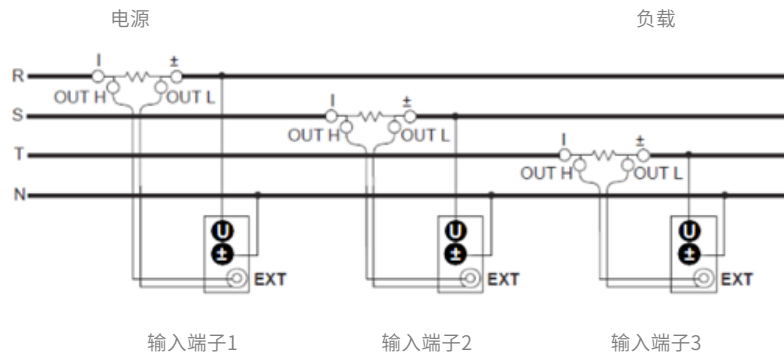 电源 负载
I ±
R
OUT H OUT L
I ±
S
OUT H OUT L
I ±
T
OUT H OUT L
N
U U U
± ± ±
EXT EXT EXT
输入端子1 输入端子2 输入端子3